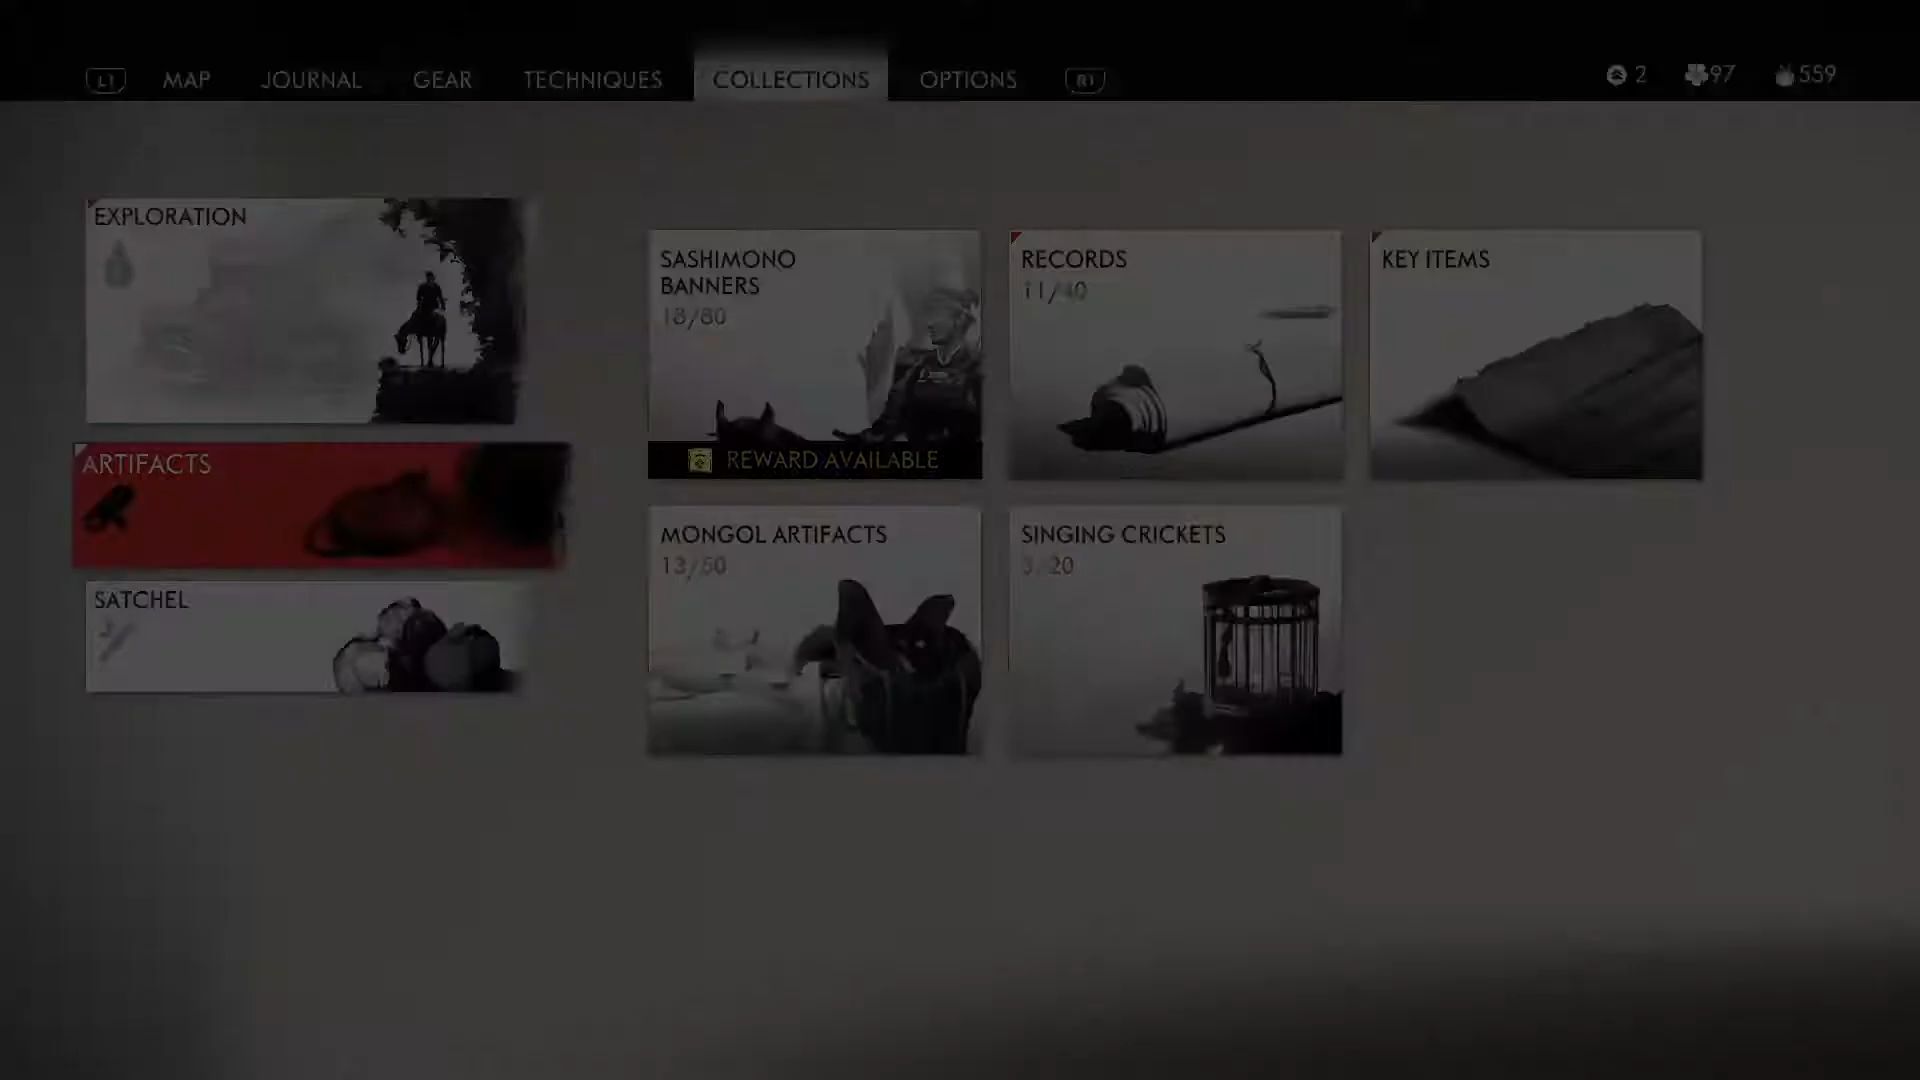 L1 MAP JOURNAL GEAR TECHNIQUES COLLECTIONS OPTIONS R1 2 97 559
EXPLORATION
ARTIFACTS
SATCHEL
SASHIMONO
BANNERS
18/80
REWARD AVAILABLE
RECORDS
11/40
KEY ITEMS
MONGOL ARTIFACTS
13/50
SINGING CRICKETS
3/20